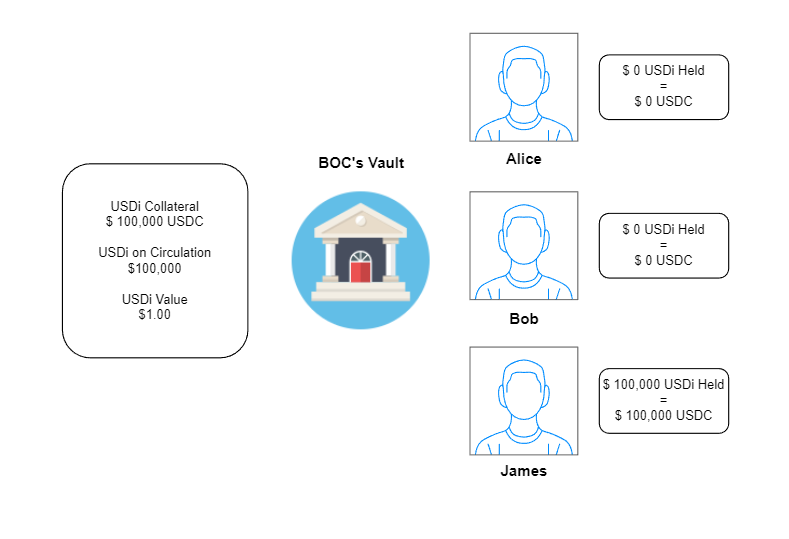 $ 0 USDi Held
=
$ 0 USDC
Alice
BOC's Vault
USDi Collateral
$ 100,000 USDC
USDi on Circulation
$100,000
USDi Value
$1.00
$ 0 USDi Held
=
$ 0 USDC
Bob
$ 100,000 USDi Held
=
$ 100,000 USDC
James